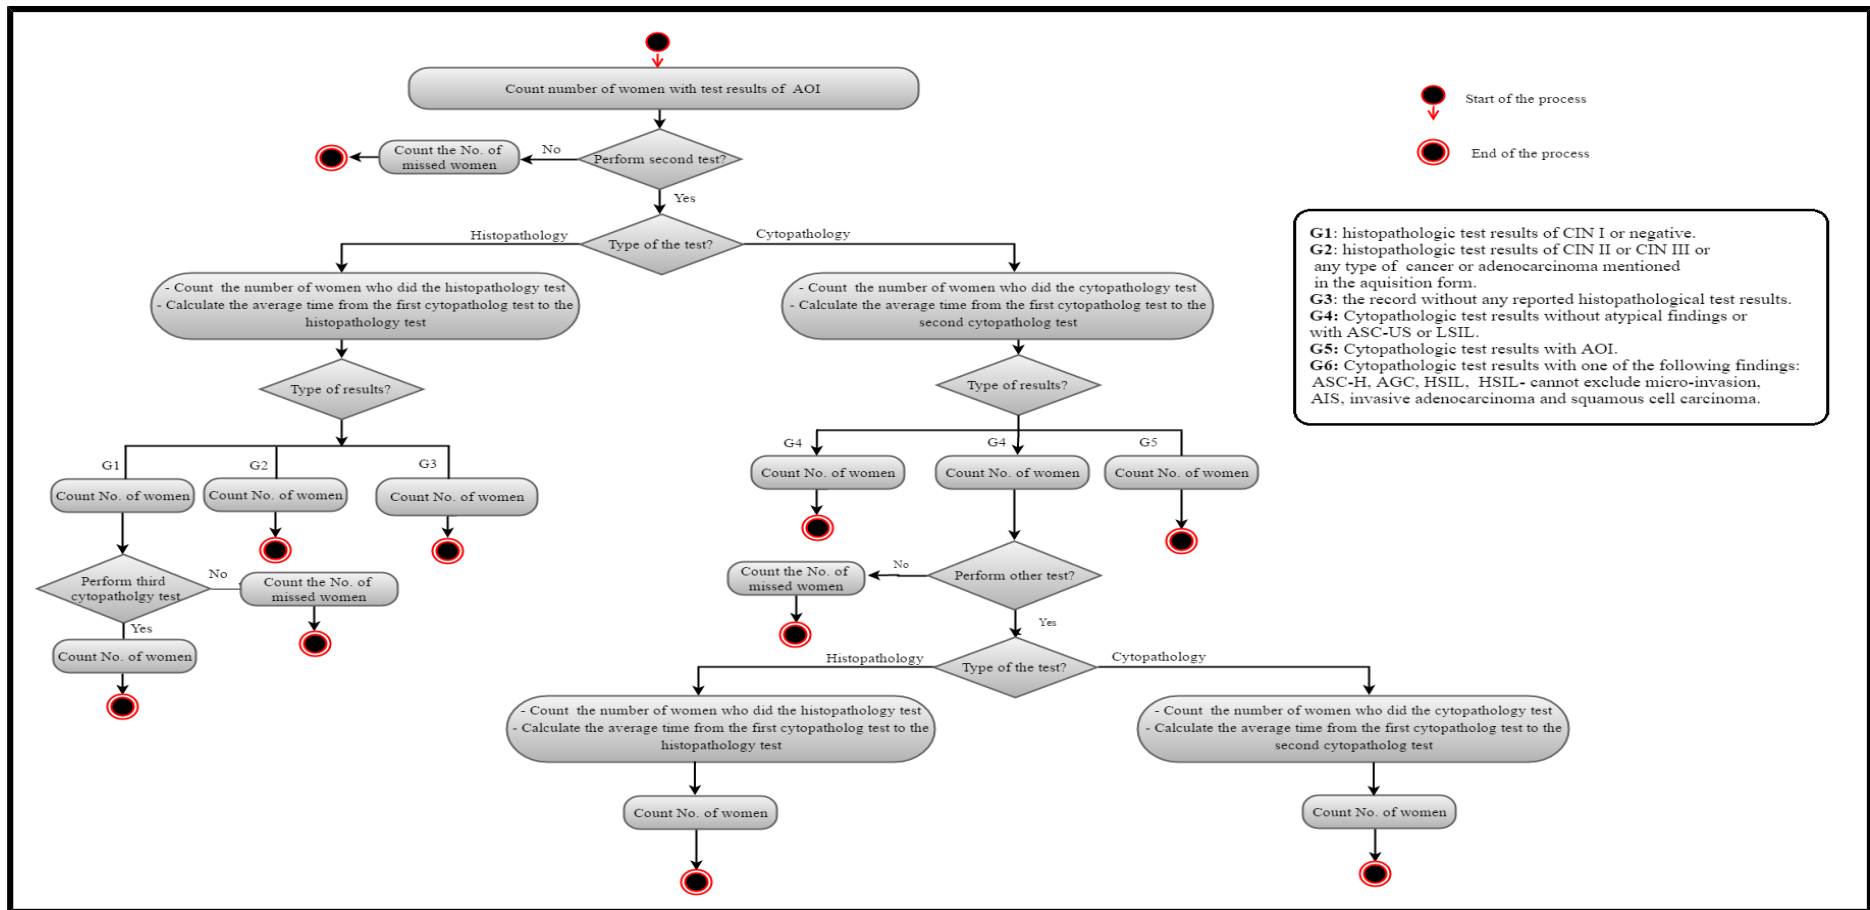 Count number of women with test results of AOI
Start of the process
End of the process
Count the No. of
missed women
No
Perform second test?
Yes
Histopathology
Type of the test?
Cytopathology
G1: histopathologic test results of CIN I or negative.
G2: histopathologic test results of CIN II or CIN III or
any type of cancer or adenocarcinoma mentioned
in the aquisition form.
G3: the record without any reported histopathological test results.
G4: Cytopathologic test results without atypical findings or
with ASC-US or LSIL.
G5: Cytopathologic test results with AOI.
G6: Cytopathologic test results with one of the following findings:
ASC-H, AGC, HSIL, HSIL- cannot exclude micro-invasion,
AIS, invasive adenocarcinoma and squamous cell carcinoma.
- Count the number of women who did the histopathology test
- Calculate the average time from the first cytopatholog test to the
histopathology test
- Count the number of women who did the cytopathology test
- Calculate the average time from the first cytopatholog test to the
second cytopatholog test
Type of results?
Type of results?
G1
G2
G3
Count No. of women
Count No. of women
Count No. of women
G4
G4
G5
Count No. of women
Count No. of women
Count No. of women
Perform third
cytopatholgy test
No
Count the No. of
missed women
Yes
Count No. of women
Count the No. of
missed women
No
Perform other test?
Yes
Histopathology
Type of the test?
Cytopathology
- Count the number of women who did the histopathology test
- Calculate the average time from the first cytopatholog test to the
histopathology test
- Count the number of women who did the cytopathology test
- Calculate the average time from the first cytopatholog test to the
second cytopatholog test
Count No. of women
Count No. of women